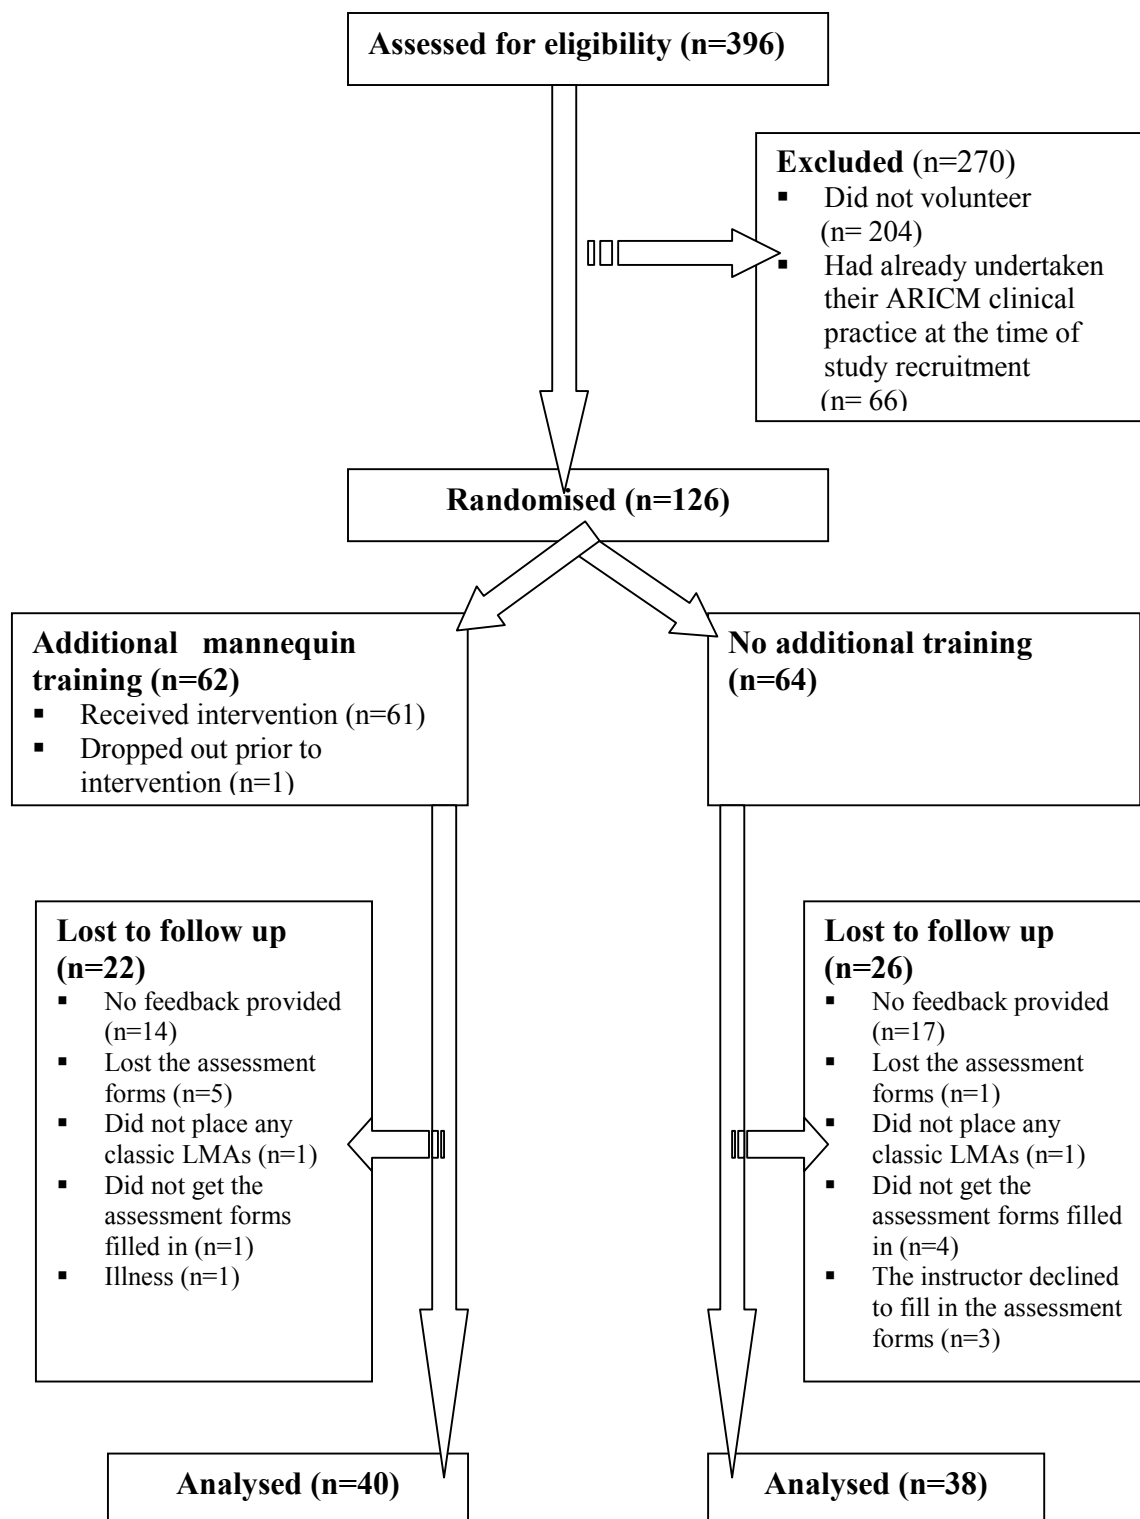 Assessed for eligibility (n=396)
Excluded (n=270)
▪ Did not volunteer
(n= 204)
▪ Had already undertaken
their ARICM clinical
practice at the time of
study recruitment
(n= 66)
Randomised (n=126)
Additional mannequin
training (n=62)
▪ Received intervention (n=61)
▪ Dropped out prior to
intervention (n=1)
No additional training
(n=64)
Lost to follow up
(n=22)
▪ No feedback provided
(n=14)
▪ Lost the assessment
forms (n=5)
▪ Did not place any
classic LMAs (n=1)
▪ Did not get the
assessment forms
filled in (n=1)
▪ Illness (n=1)
Lost to follow up
(n=26)
▪ No feedback provided
(n=17)
▪ Lost the assessment
forms (n=1)
▪ Did not place any
classic LMAs (n=1)
▪ Did not get the
assessment forms filled
in (n=4)
▪ The instructor declined
to fill in the assessment
forms (n=3)
Analysed (n=40)
Analysed (n=38)